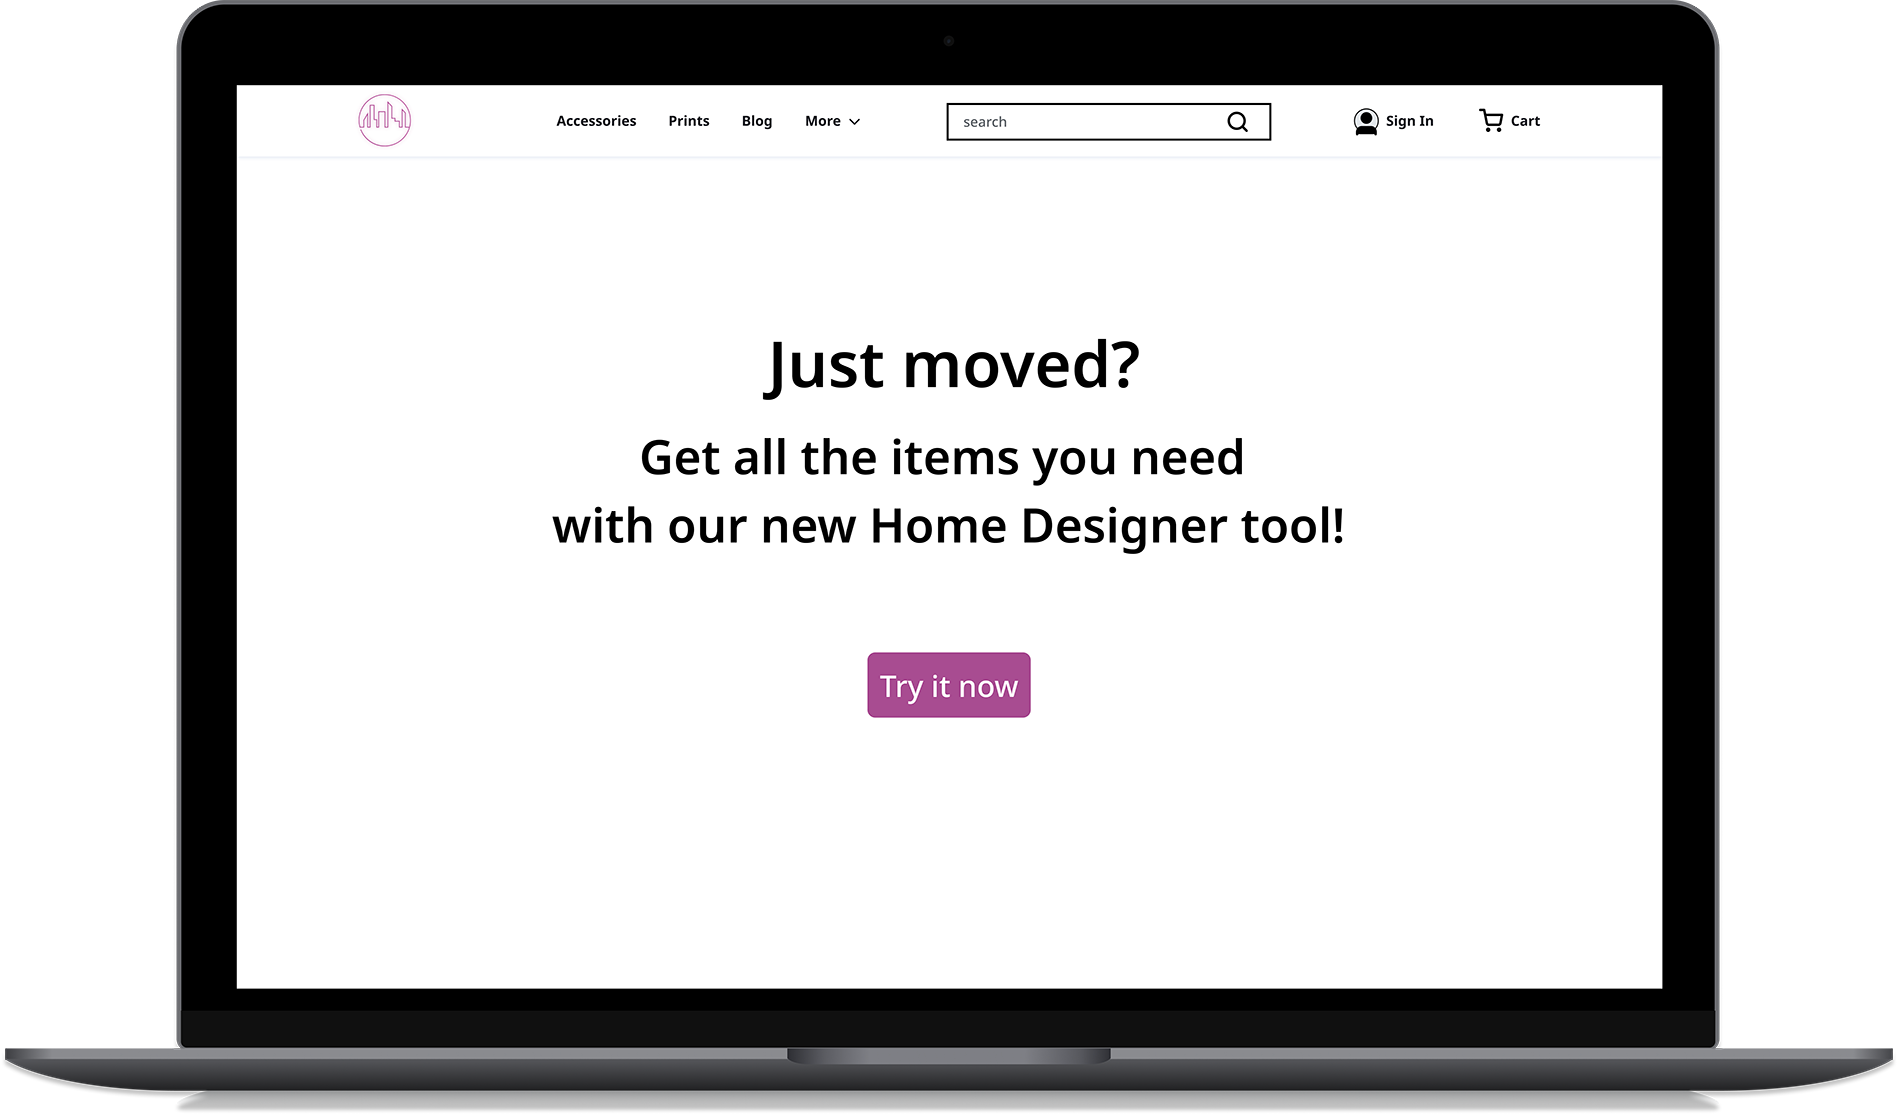 Accessories Prints Blog More search Sign In Cart
Just moved?
Get all the items you need
with our new Home Designer tool!
Try it now